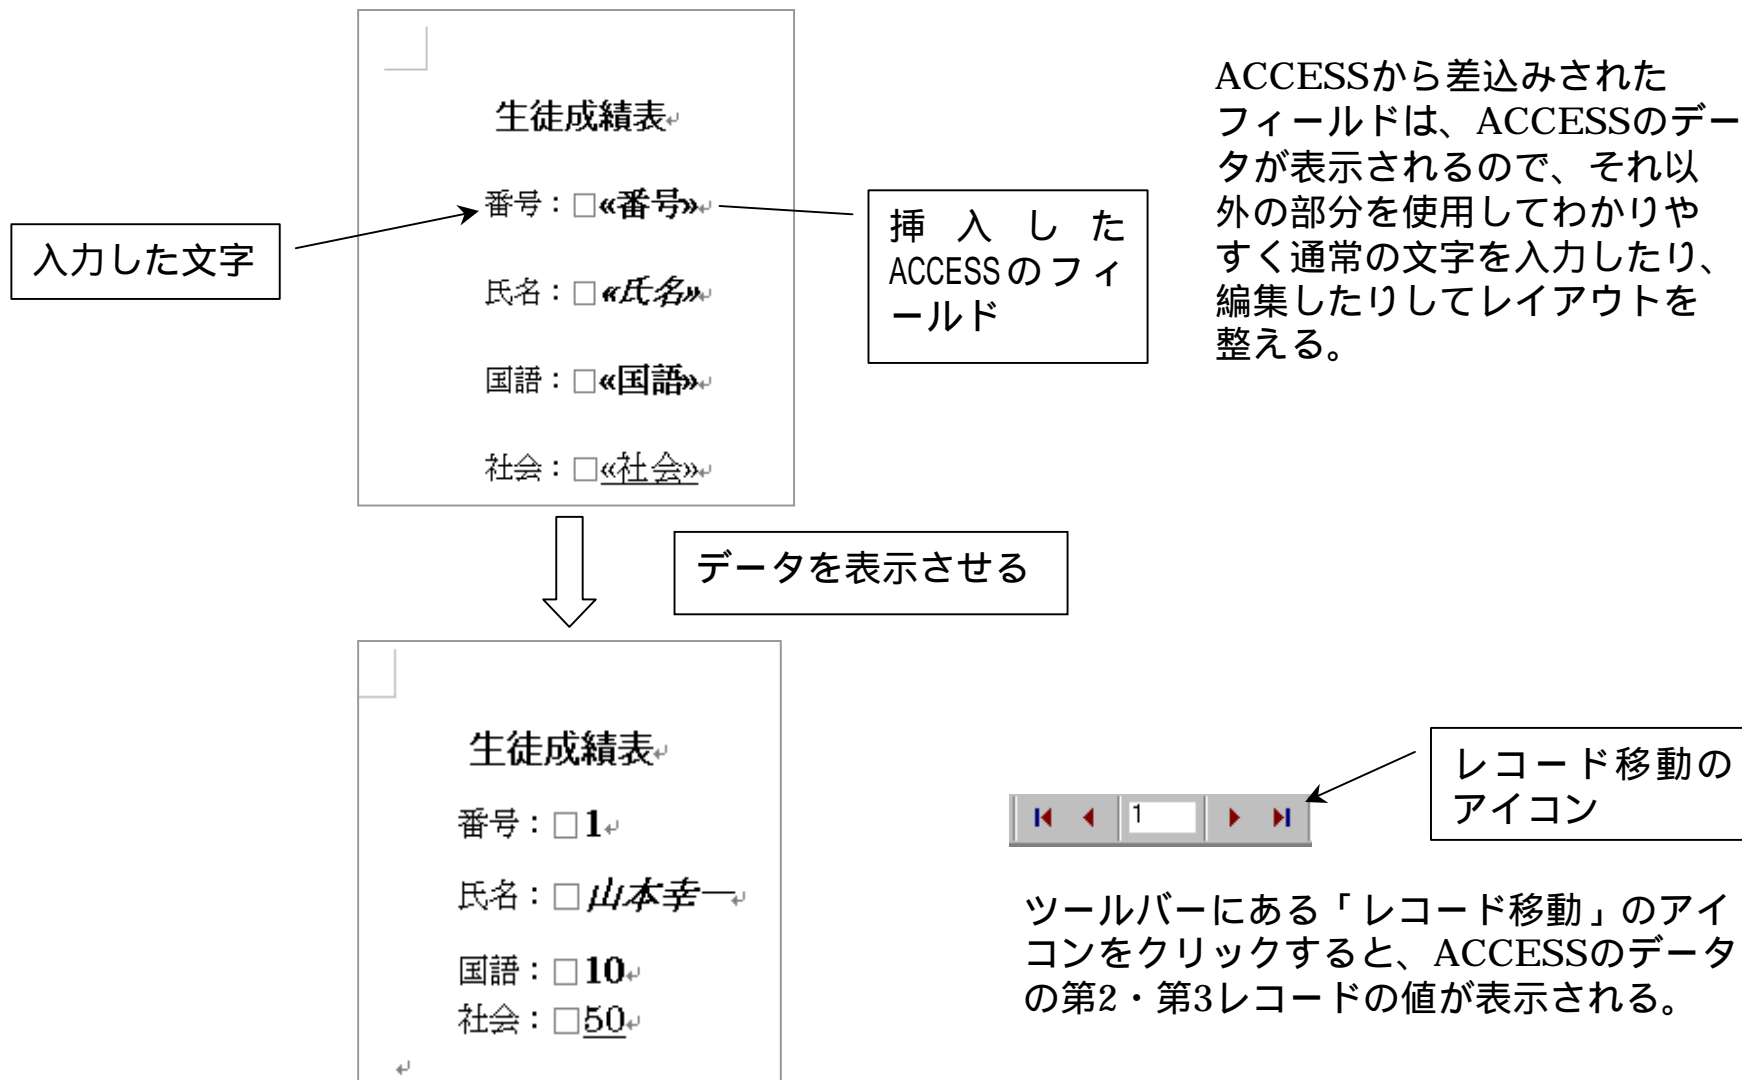 生徒成績表
番号：□«番号»
氏名：□«氏名»
国語：□«国語»
社会：□«社会»
入力した文字
挿入した
ACCESSのフィ
ールド
ACCESSから差込みされた
フィールドは、ACCESSのデー
タが表示されるので、それ以
外の部分を使用してわかりや
すく通常の文字を入力したり、
編集したりしてレイアウトを
整える。
データを表示させる
生徒成績表
番号：□1
氏名：□山本幸一
国語：□10
社会：□50
1
レコード移動の
アイコン
ツールバーにある「レコード移動」のアイ
コンをクリックすると、ACCESSのデータ
の第2・第3レコードの値が表示される。